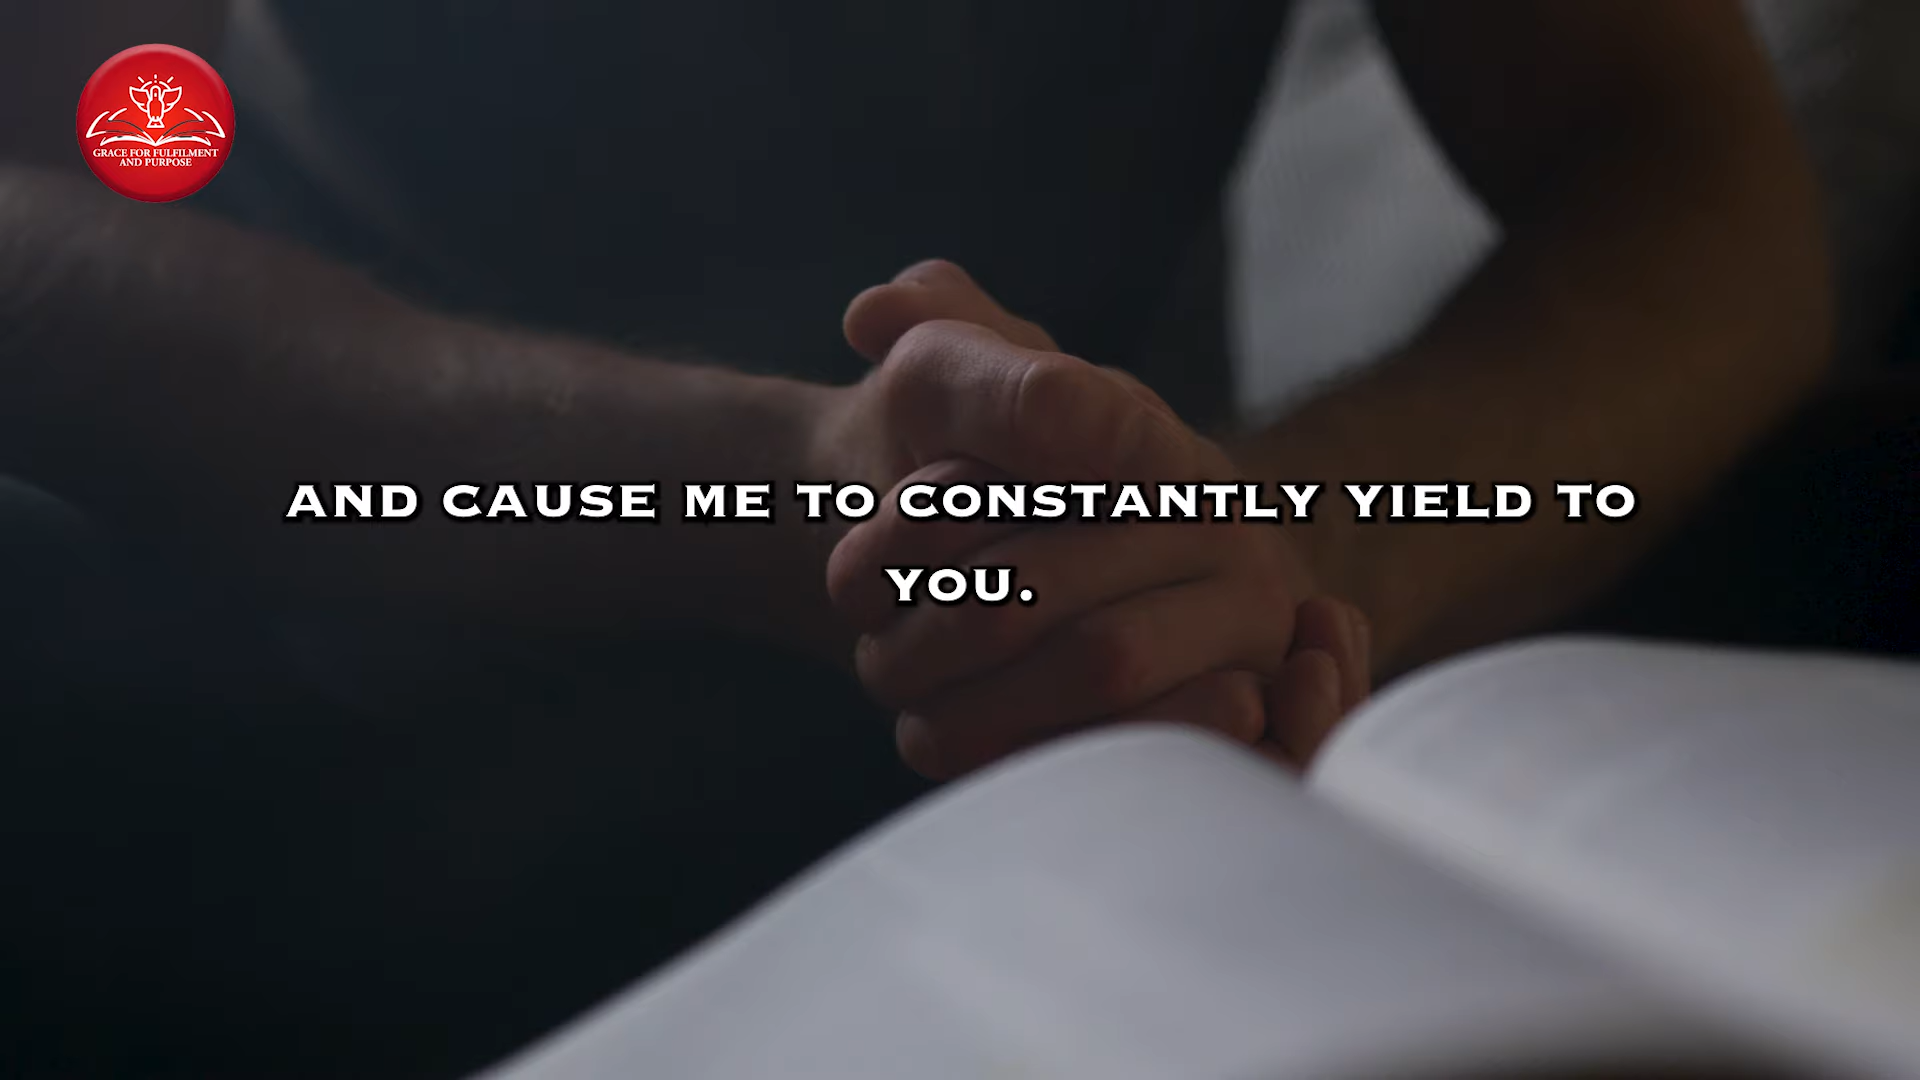 GRACE FOR FULFILMENT
AND PURPOSE
AND CAUSE ME TO CONSTANTLY YIELD TO
YOU.